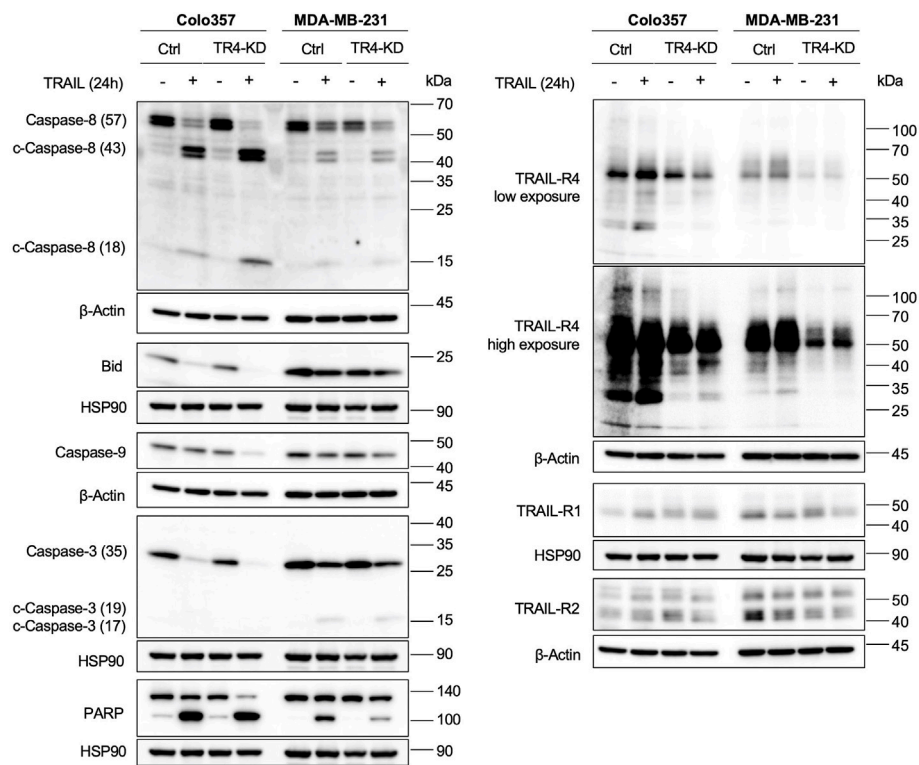 Colo357 MDA-MB-231
Ctrl TR4-KD Ctrl TR4-KD
TRAIL (24h) - + - + - + - + kDa
70
Caspase-8 (57)
50
c-Caspase-8 (43)
40
35
25
c-Caspase-8 (18)
15
45
β-Actin
25
Bid
HSP90
90
50
Caspase-9
40
45
β-Actin
40
35
Caspase-3 (35)
25
c-Caspase-3 (19)
15
c-Caspase-3 (17)
HSP90
90
140
PARP
100
HSP90
90
Colo357 MDA-MB-231
Ctrl TR4-KD Ctrl TR4-KD
TRAIL (24h) - + - + - + - + kDa
100
70
TRAIL-R4
50
low exposure
40
35
25
100
70
TRAIL-R4
50
high exposure
40
35
25
β-Actin
45
TRAIL-R1
50
40
HSP90
90
TRAIL-R2
50
40
β-Actin
45